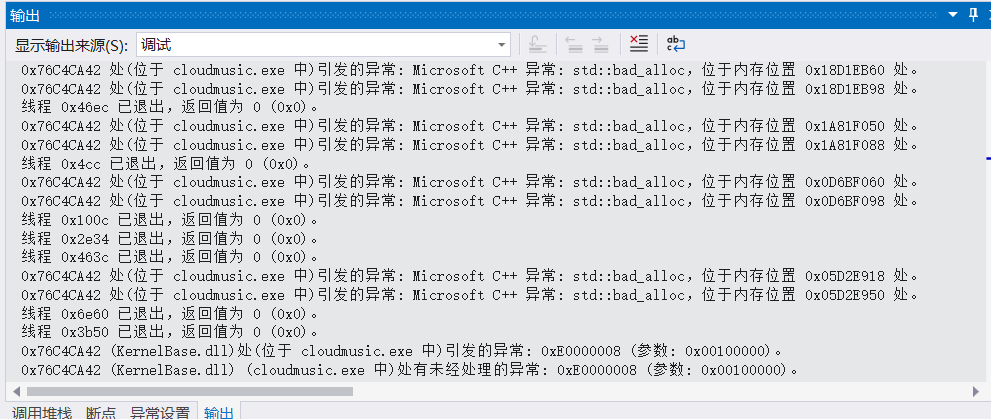 输出
显示输出来源(S): 调试
0x76C4CA42 处(位于 cloudmusic.exe 中)引发的异常: Microsoft C++ 异常: std::bad_alloc，位于内存位置 0x18D1EB60 处。
0x76C4CA42 处(位于 cloudmusic.exe 中)引发的异常: Microsoft C++ 异常: std::bad_alloc，位于内存位置 0x18D1EB98 处。
线程 0x46ec 已退出，返回值为 0 (0x0)。
0x76C4CA42 处(位于 cloudmusic.exe 中)引发的异常: Microsoft C++ 异常: std::bad_alloc，位于内存位置 0x1A81F050 处。
0x76C4CA42 处(位于 cloudmusic.exe 中)引发的异常: Microsoft C++ 异常: std::bad_alloc，位于内存位置 0x1A81F088 处。
线程 0x4cc 已退出，返回值为 0 (0x0)。
0x76C4CA42 处(位于 cloudmusic.exe 中)引发的异常: Microsoft C++ 异常: std::bad_alloc，位于内存位置 0x0D6BF060 处。
0x76C4CA42 处(位于 cloudmusic.exe 中)引发的异常: Microsoft C++ 异常: std::bad_alloc，位于内存位置 0x0D6BF098 处。
线程 0x100c 已退出，返回值为 0 (0x0)。
线程 0x2e34 已退出，返回值为 0 (0x0)。
线程 0x463c 已退出，返回值为 0 (0x0)。
0x76C4CA42 处(位于 cloudmusic.exe 中)引发的异常: Microsoft C++ 异常: std::bad_alloc，位于内存位置 0x05D2E918 处。
0x76C4CA42 处(位于 cloudmusic.exe 中)引发的异常: Microsoft C++ 异常: std::bad_alloc，位于内存位置 0x05D2E950 处。
线程 0x6e60 已退出，返回值为 0 (0x0)。
线程 0x3b50 已退出，返回值为 0 (0x0)。
0x76C4CA42 (KernelBase.dll)处(位于 cloudmusic.exe 中)引发的异常: 0xE0000008 (参数: 0x00100000)。
0x76C4CA42 (KernelBase.dll) (cloudmusic.exe 中)处有未经处理的异常: 0xE0000008 (参数: 0x00100000)。
调用堆栈 断点 异常设置 输出